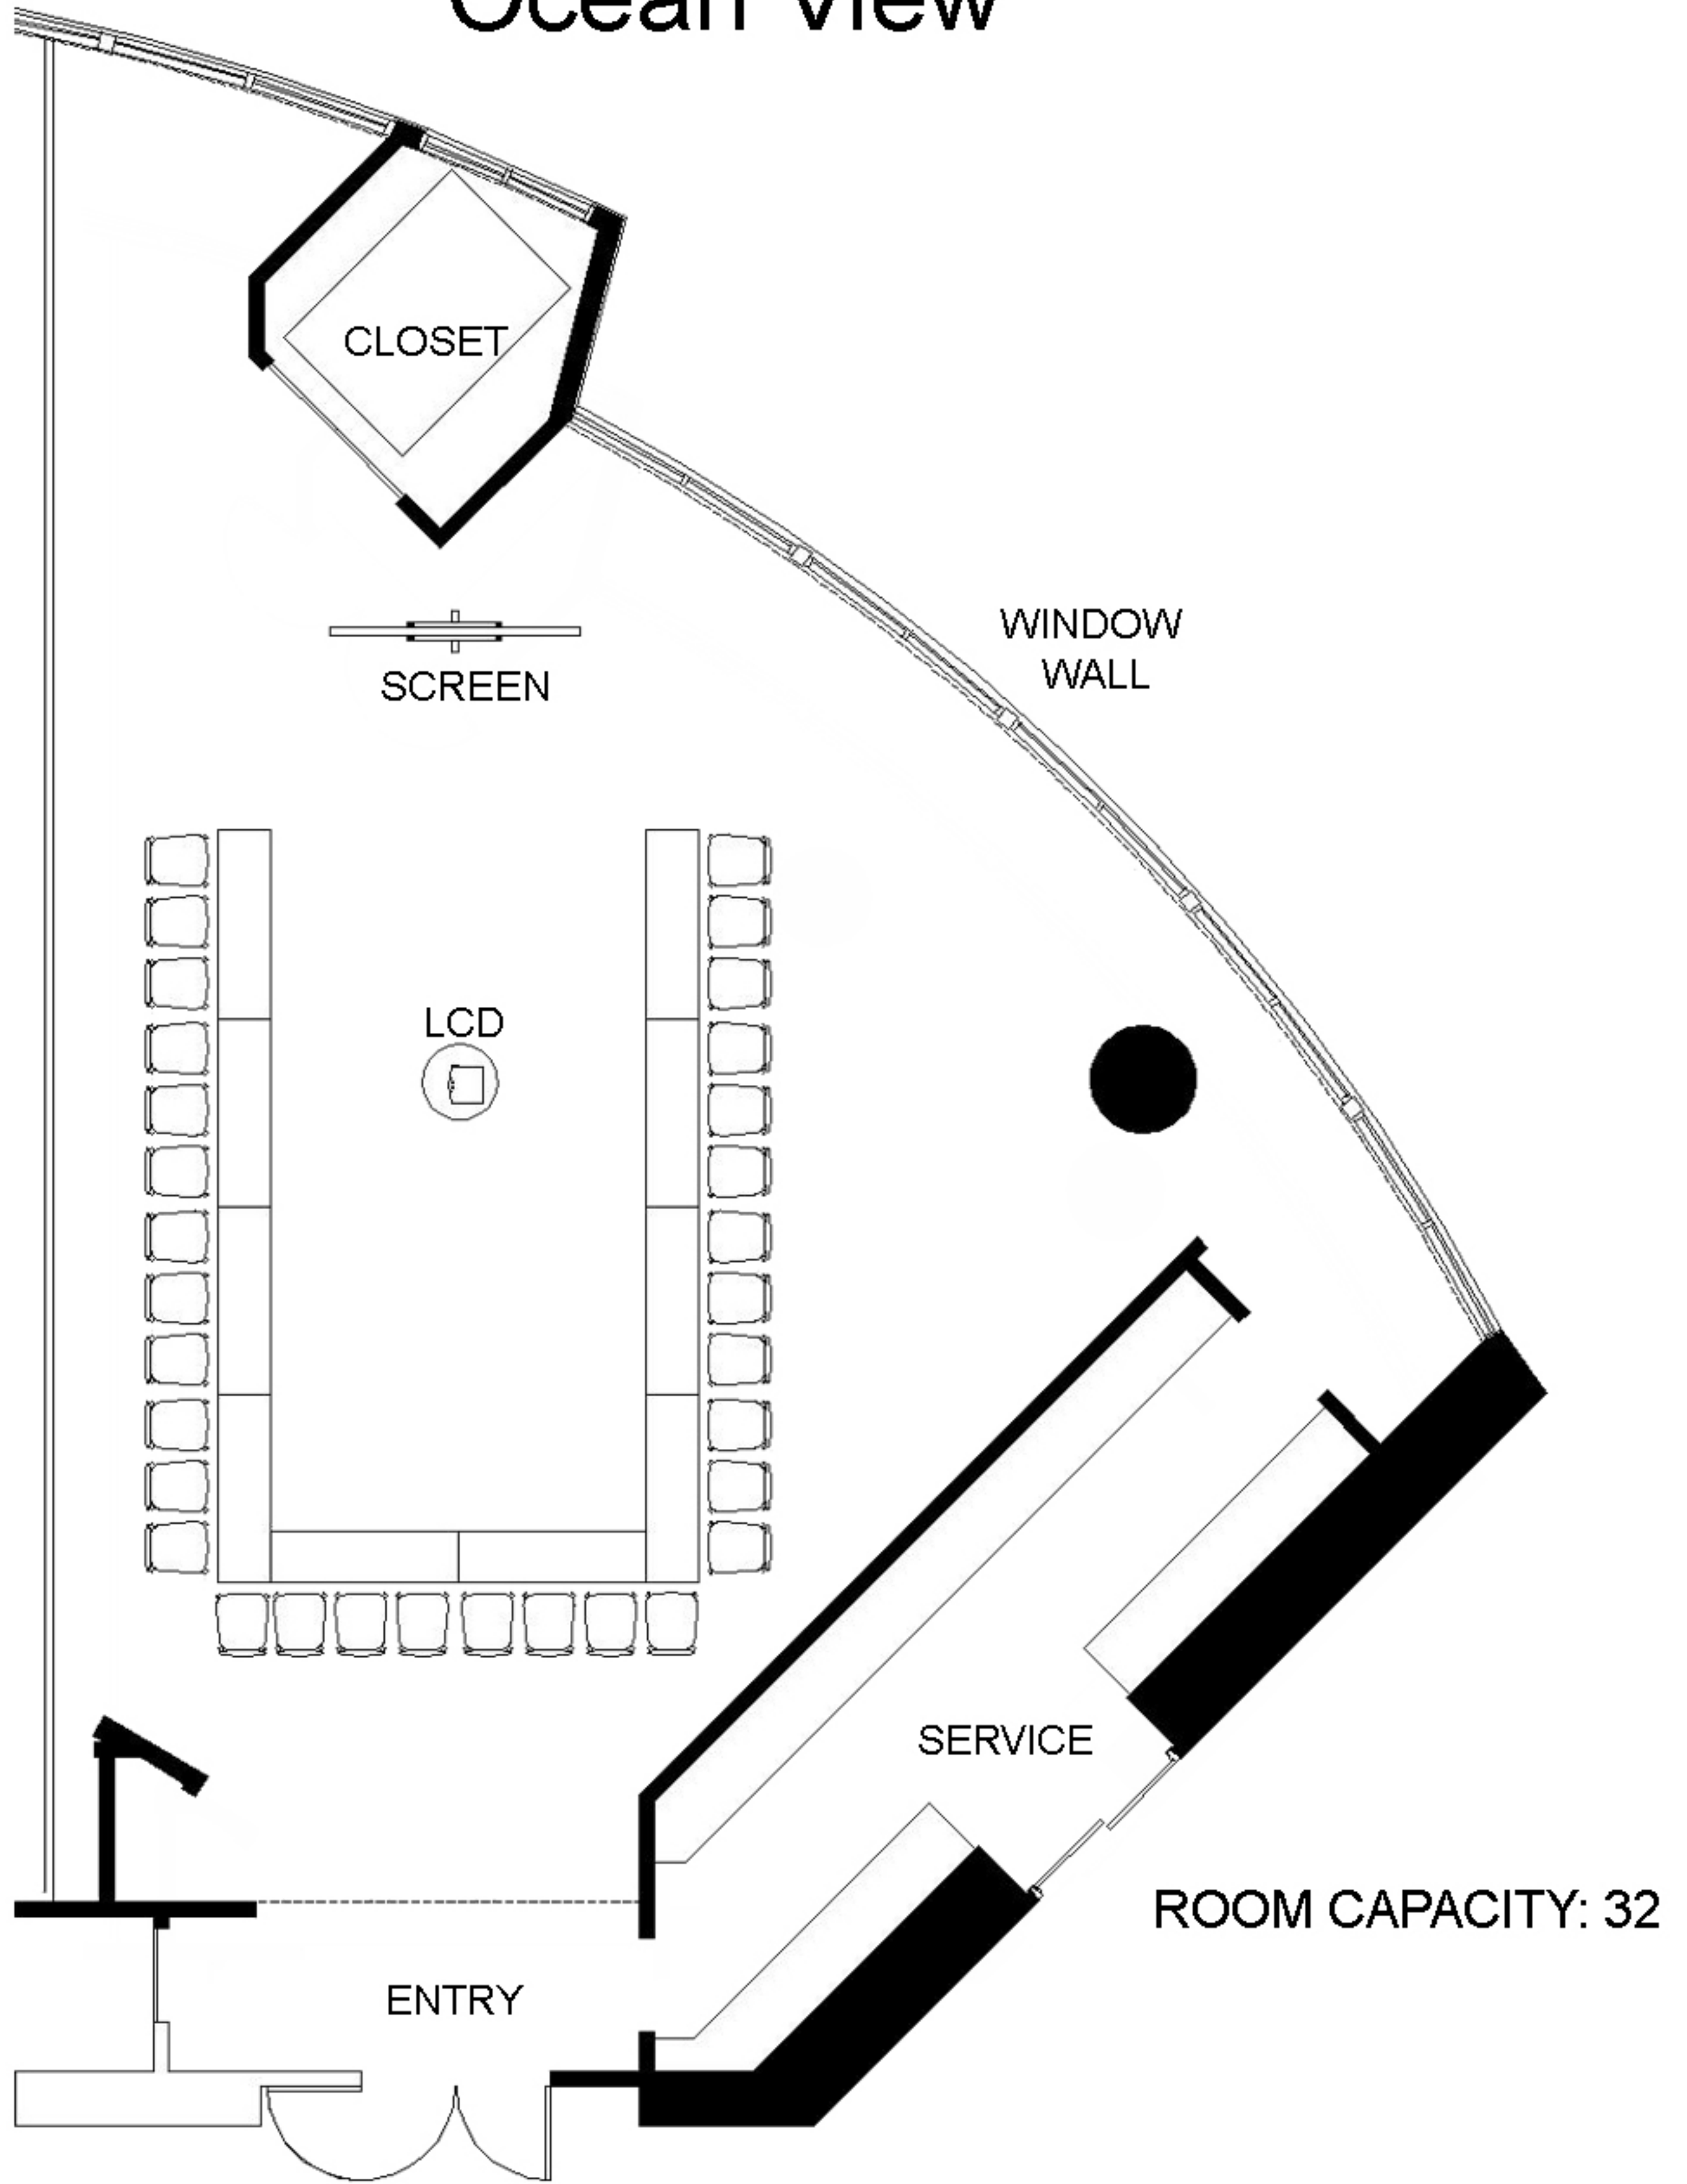 Ocean View
CLOSET
WINDOW
WALL
SCREEN
LCD
SERVICE
ROOM CAPACITY: 32
ENTRY